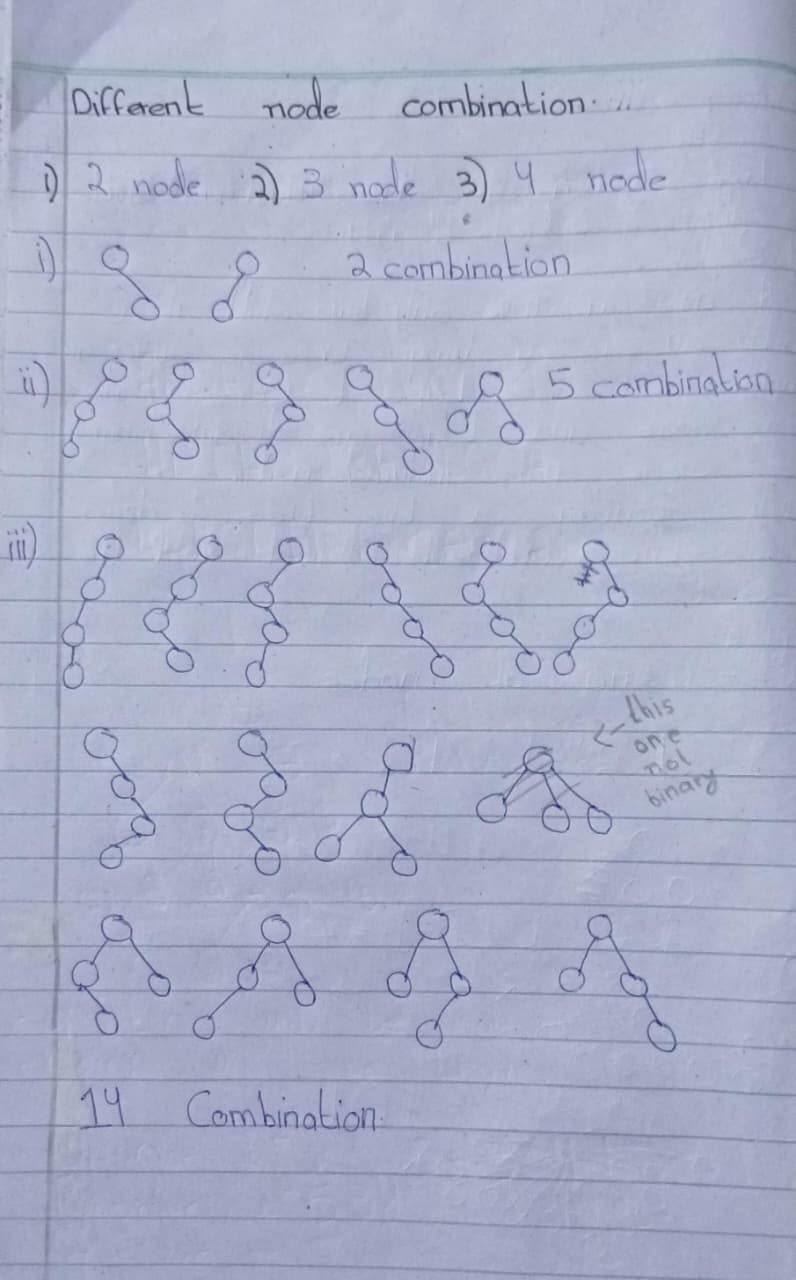 Different node combination...
1) 2 node 2) 3 node 3) 4 node
i) 2 combination
ii) 5 combination
iii)
<- this
one
not
binary
14 Combination.